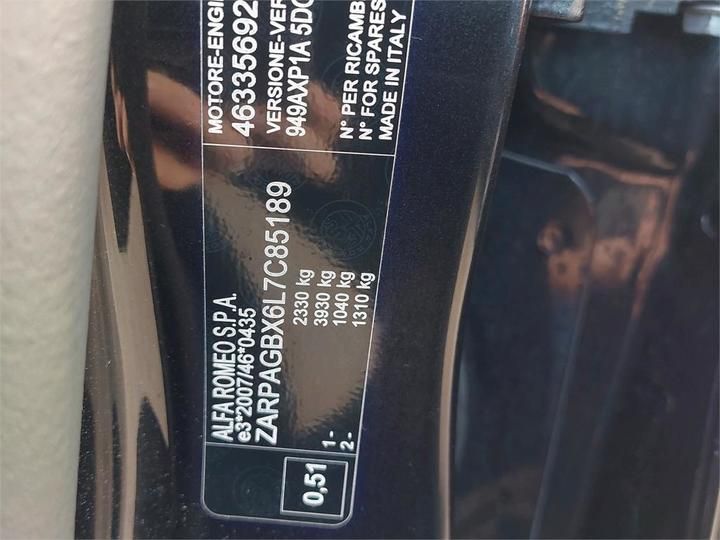 ALFA ROMEO S.P.A.
e3*2007/46*0435
ZARPAGBX6L7C85189
2330 kg
3930 kg
1- 1040 kg
2- 1310 kg
0,51
MOTORE-ENGI
46335692
VERSIONE-VER
949AXP1A 5DO
N° PER RICAMB
N° FOR SPARES
MADE IN ITALY